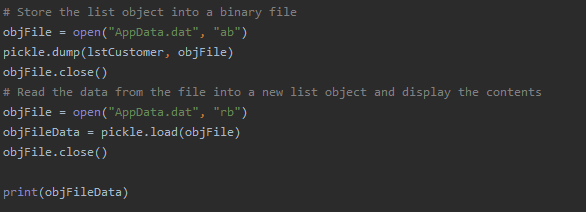 # Store the list object into a binary file
objFile = open("AppData.dat", "ab")
pickle.dump(lstCustomer, objFile)
objFile.close()
# Read the data from the file into a new list object and display the contents
objFile = open("AppData.dat", "rb")
objFileData = pickle.load(objFile)
objFile.close()
print(objFileData)